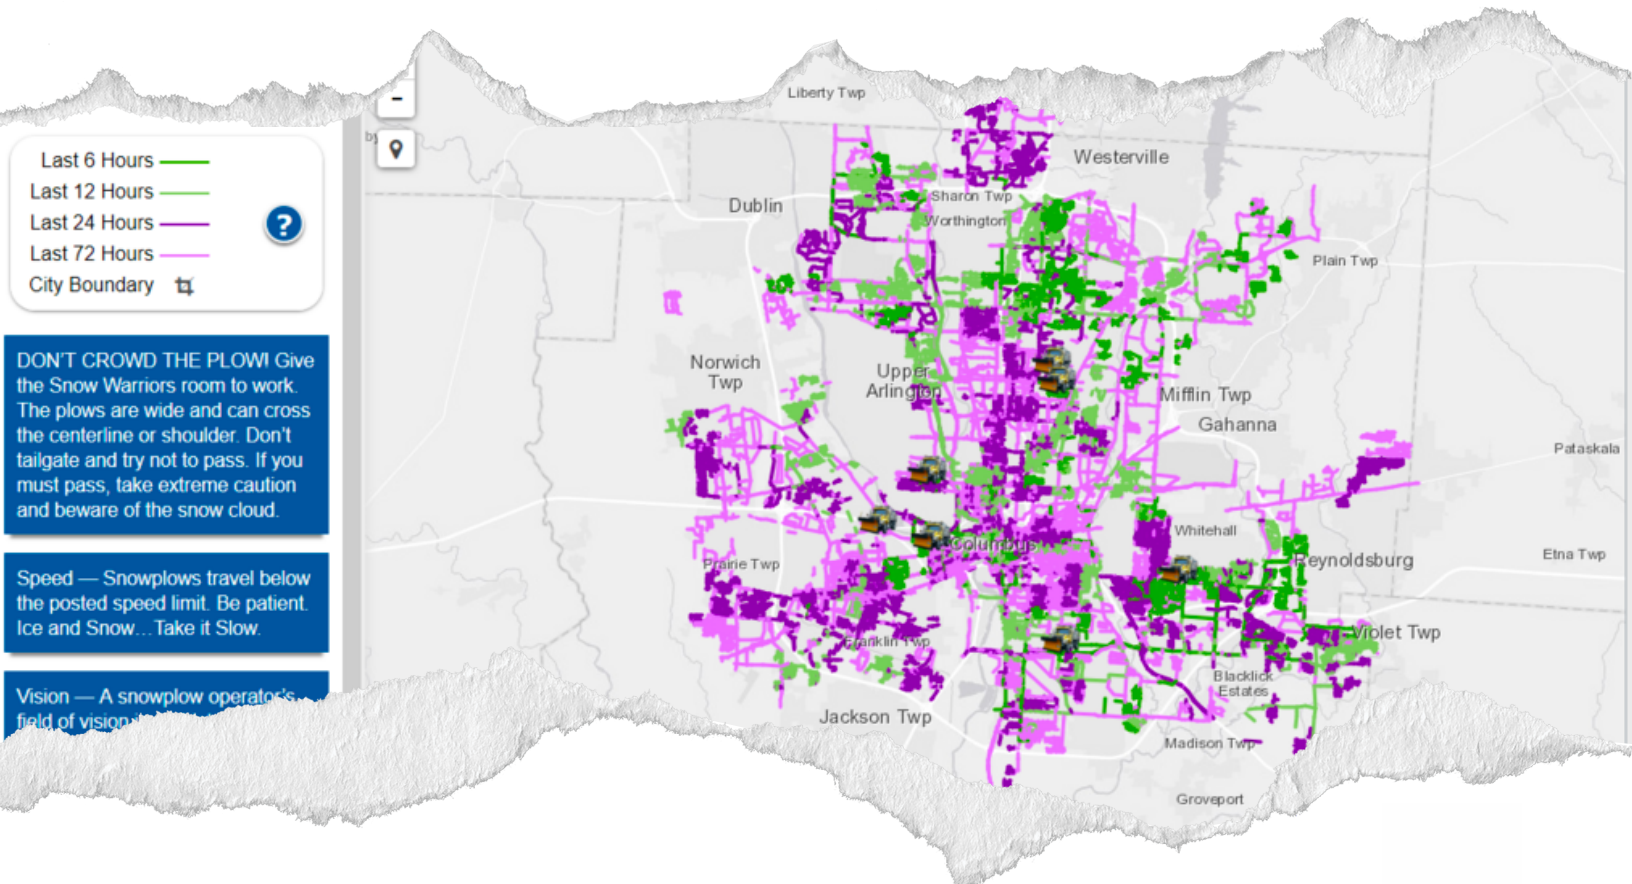 Last 6 Hours
Last 12 Hours
Last 24 Hours
Last 72 Hours
City Boundary
?
DON'T CROWD THE PLOW! Give
the Snow Warriors room to work.
The plows are wide and can cross
the centerline or shoulder. Don't
tailgate and try not to pass. If you
must pass, take extreme caution
and beware of the snow cloud.
Speed — Snowplows travel below
the posted speed limit. Be patient.
Ice and Snow...Take it Slow.
Vision — A snowplow operator's
field of vision
−
Liberty Twp
Westerville
Dublin
Sharon Twp
Worthington
Plain Twp
Norwich
Twp
Upper
Arlington
Mifflin Twp
Gahanna
Pataskala
Whitehall
Columbus
Reynoldsburg
Etna Twp
Prairie Twp
Franklin Twp
Violet Twp
Blacklick
Estates
Jackson Twp
Madison Twp
Groveport